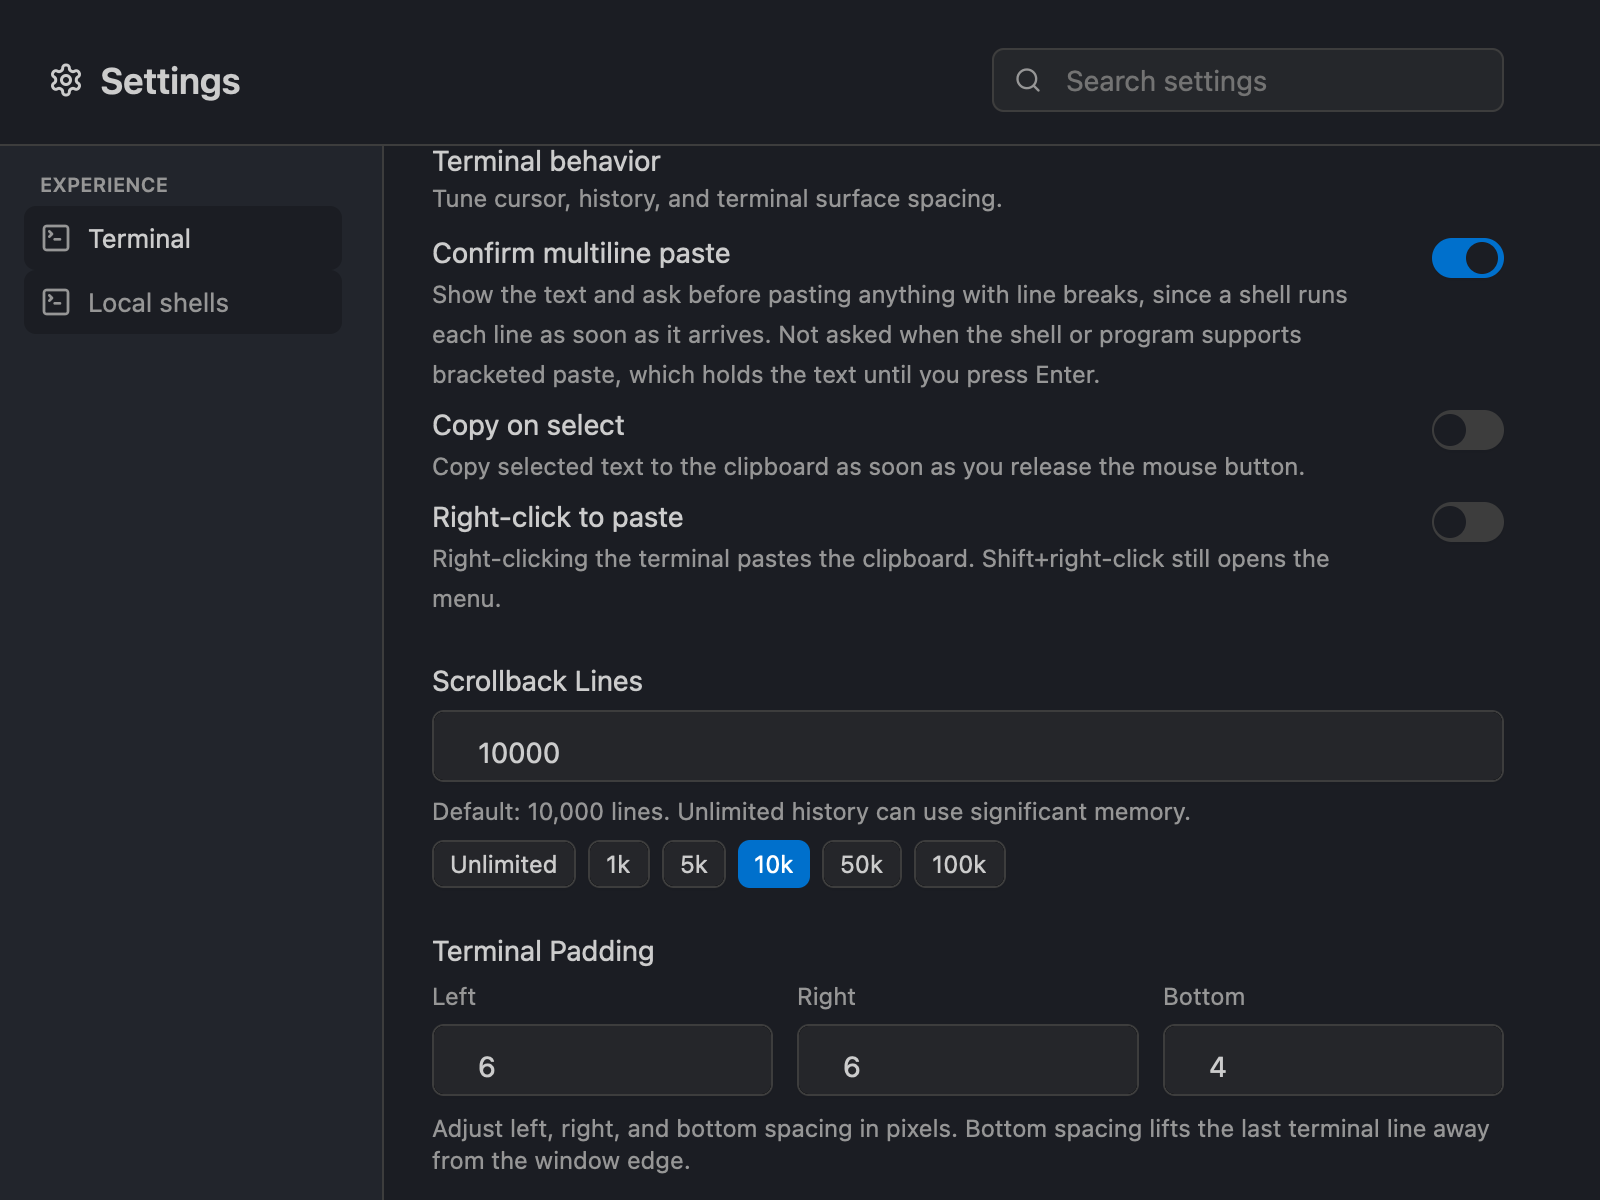 Settings
Search settings
EXPERIENCE
Terminal
Local shells
Terminal behavior
Tune cursor, history, and terminal surface spacing.
Confirm multiline paste
Show the text and ask before pasting anything with line breaks, since a shell runs
each line as soon as it arrives. Not asked when the shell or program supports
bracketed paste, which holds the text until you press Enter.
Copy on select
Copy selected text to the clipboard as soon as you release the mouse button.
Right-click to paste
Right-clicking the terminal pastes the clipboard. Shift+right-click still opens the
menu.
Scrollback Lines
10000
Default: 10,000 lines. Unlimited history can use significant memory.
Unlimited 1k 5k 10k 50k 100k
Terminal Padding
Left Right Bottom
6 6 4
Adjust left, right, and bottom spacing in pixels. Bottom spacing lifts the last terminal line away
from the window edge.